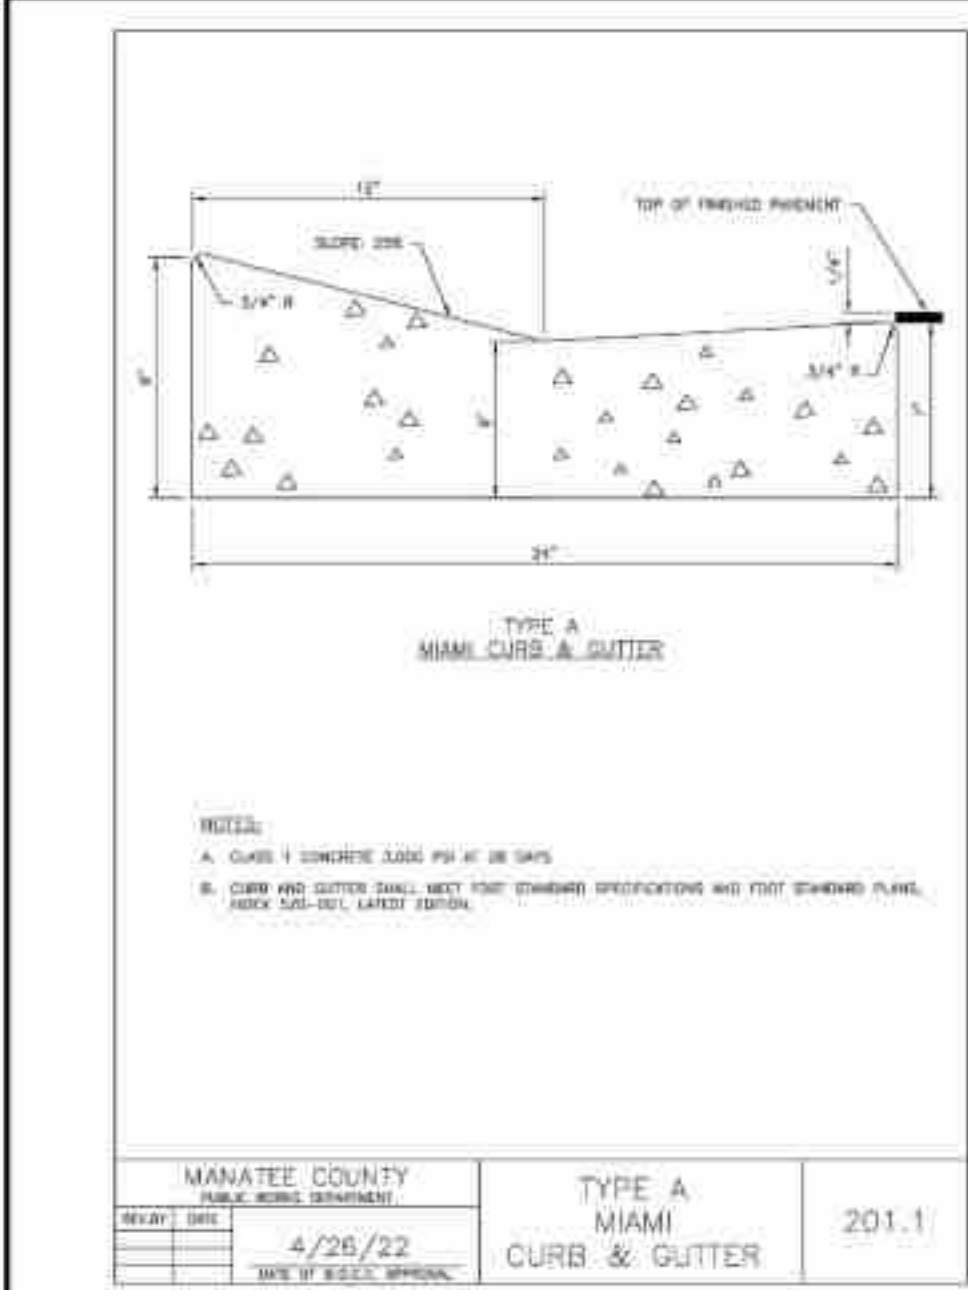 12"
TOP OF FINISHED PAVEMENT
SLOPE
1/4"
3/4" R
3/4" R
24"
TYPE A
MIAMI CURB & GUTTER
NOTES:
A. CLASS 1 CONCRETE 3,000 PSI AT 28 DAYS
B. CURB AND GUTTER SHALL MEET FDOT STANDARD SPECIFICATIONS AND FDOT STANDARD PLANS,
INDEX 520-001, LATEST EDITION.
MANATEE COUNTY
PUBLIC WORKS DEPARTMENT
REV.BY DATE
4/26/22
DATE OF B.O.C.C. APPROVAL
TYPE A
MIAMI
CURB & GUTTER
201.1